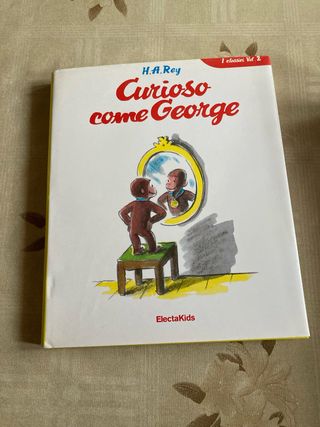 H.A.Rey
I classici Vol. 2
Curioso
come George
ElectaKids